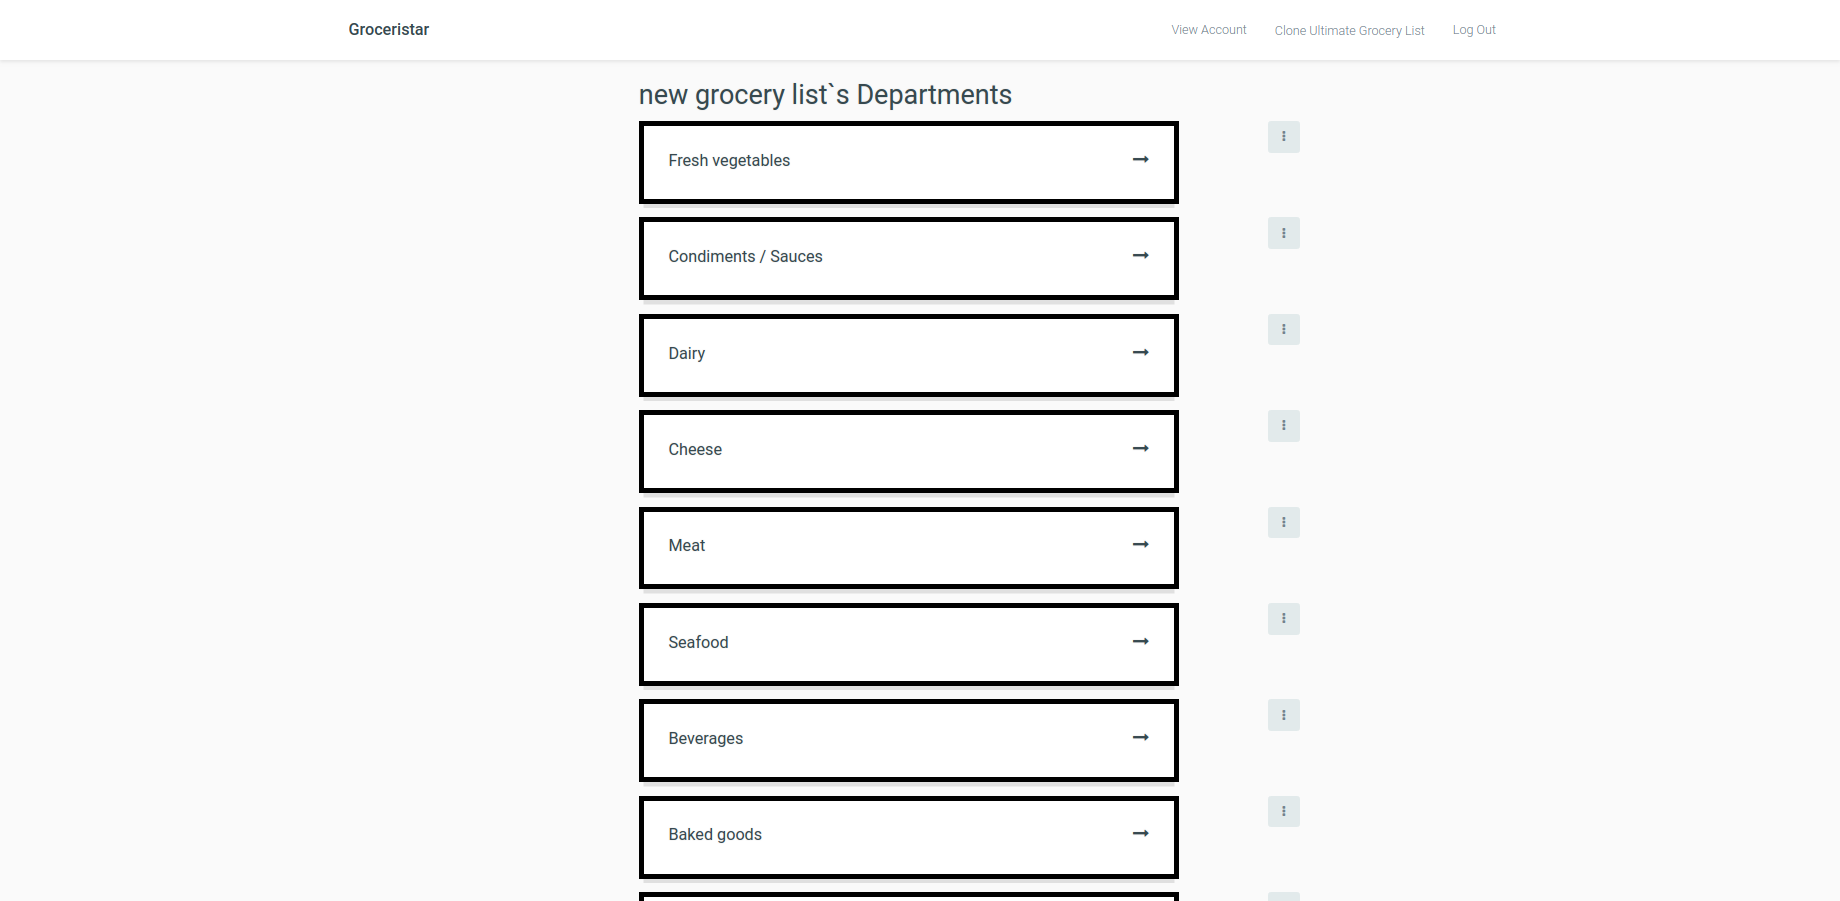 Groceristar
View Account
Clone Ultimate Grocery List
Log Out
new grocery list`s Departments
Fresh vegetables
Condiments / Sauces
Dairy
Cheese
Meat
Seafood
Beverages
Baked goods